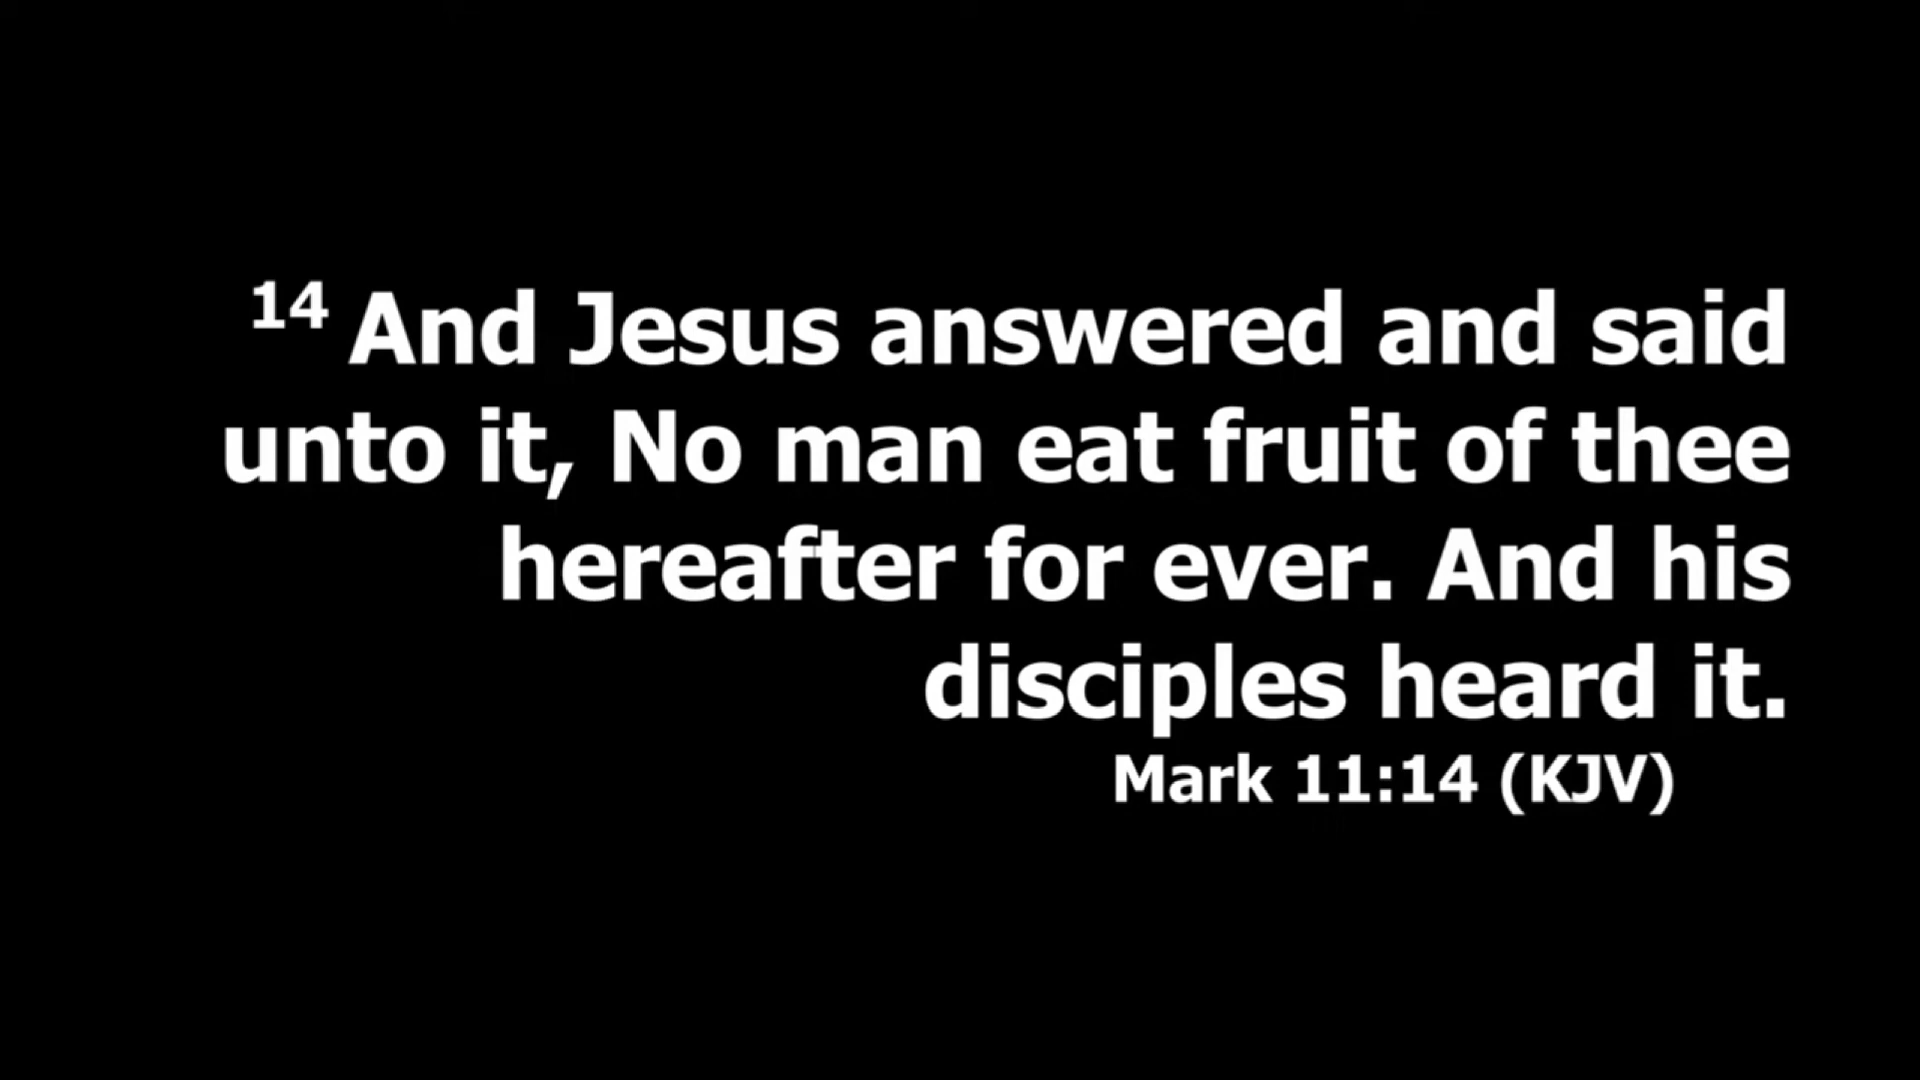 14 And Jesus answered and said
unto it, No man eat fruit of thee
hereafter for ever. And his
disciples heard it.
Mark 11:14 (KJV)